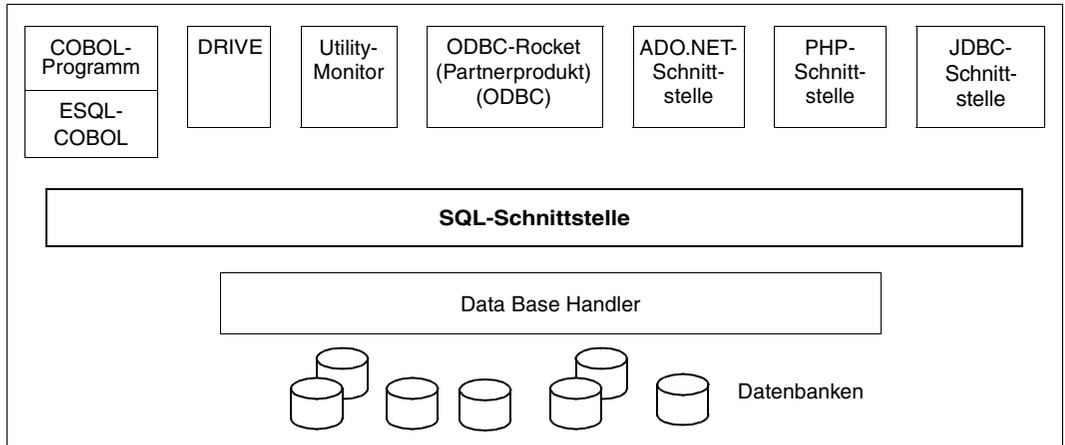 COBOL-
Programm
ESQL-
COBOL
DRIVE
Utility-
Monitor
ODBC-Rocket
(Partnerprodukt)
(ODBC)
ADO.NET-
Schnitt-
stelle
PHP-
Schnitt-
stelle
JDBC-
Schnitt-
stelle
SQL-Schnittstelle
Data Base Handler
Datenbanken